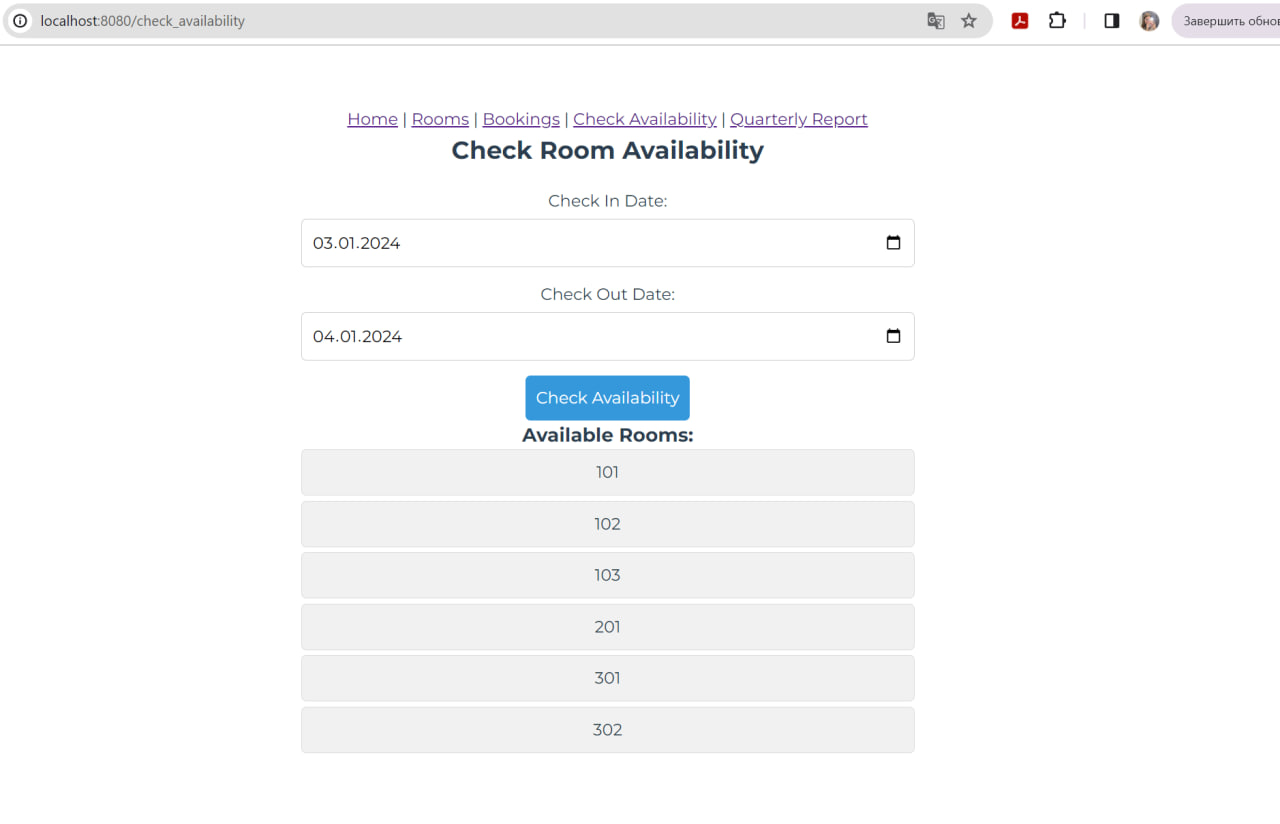 localhost:8080/check_availability
Завершить обнов
Home | Rooms | Bookings | Check Availability | Quarterly Report
Check Room Availability
Check In Date:
03.01.2024
Check Out Date:
04.01.2024
Check Availability
Available Rooms:
101
102
103
201
301
302